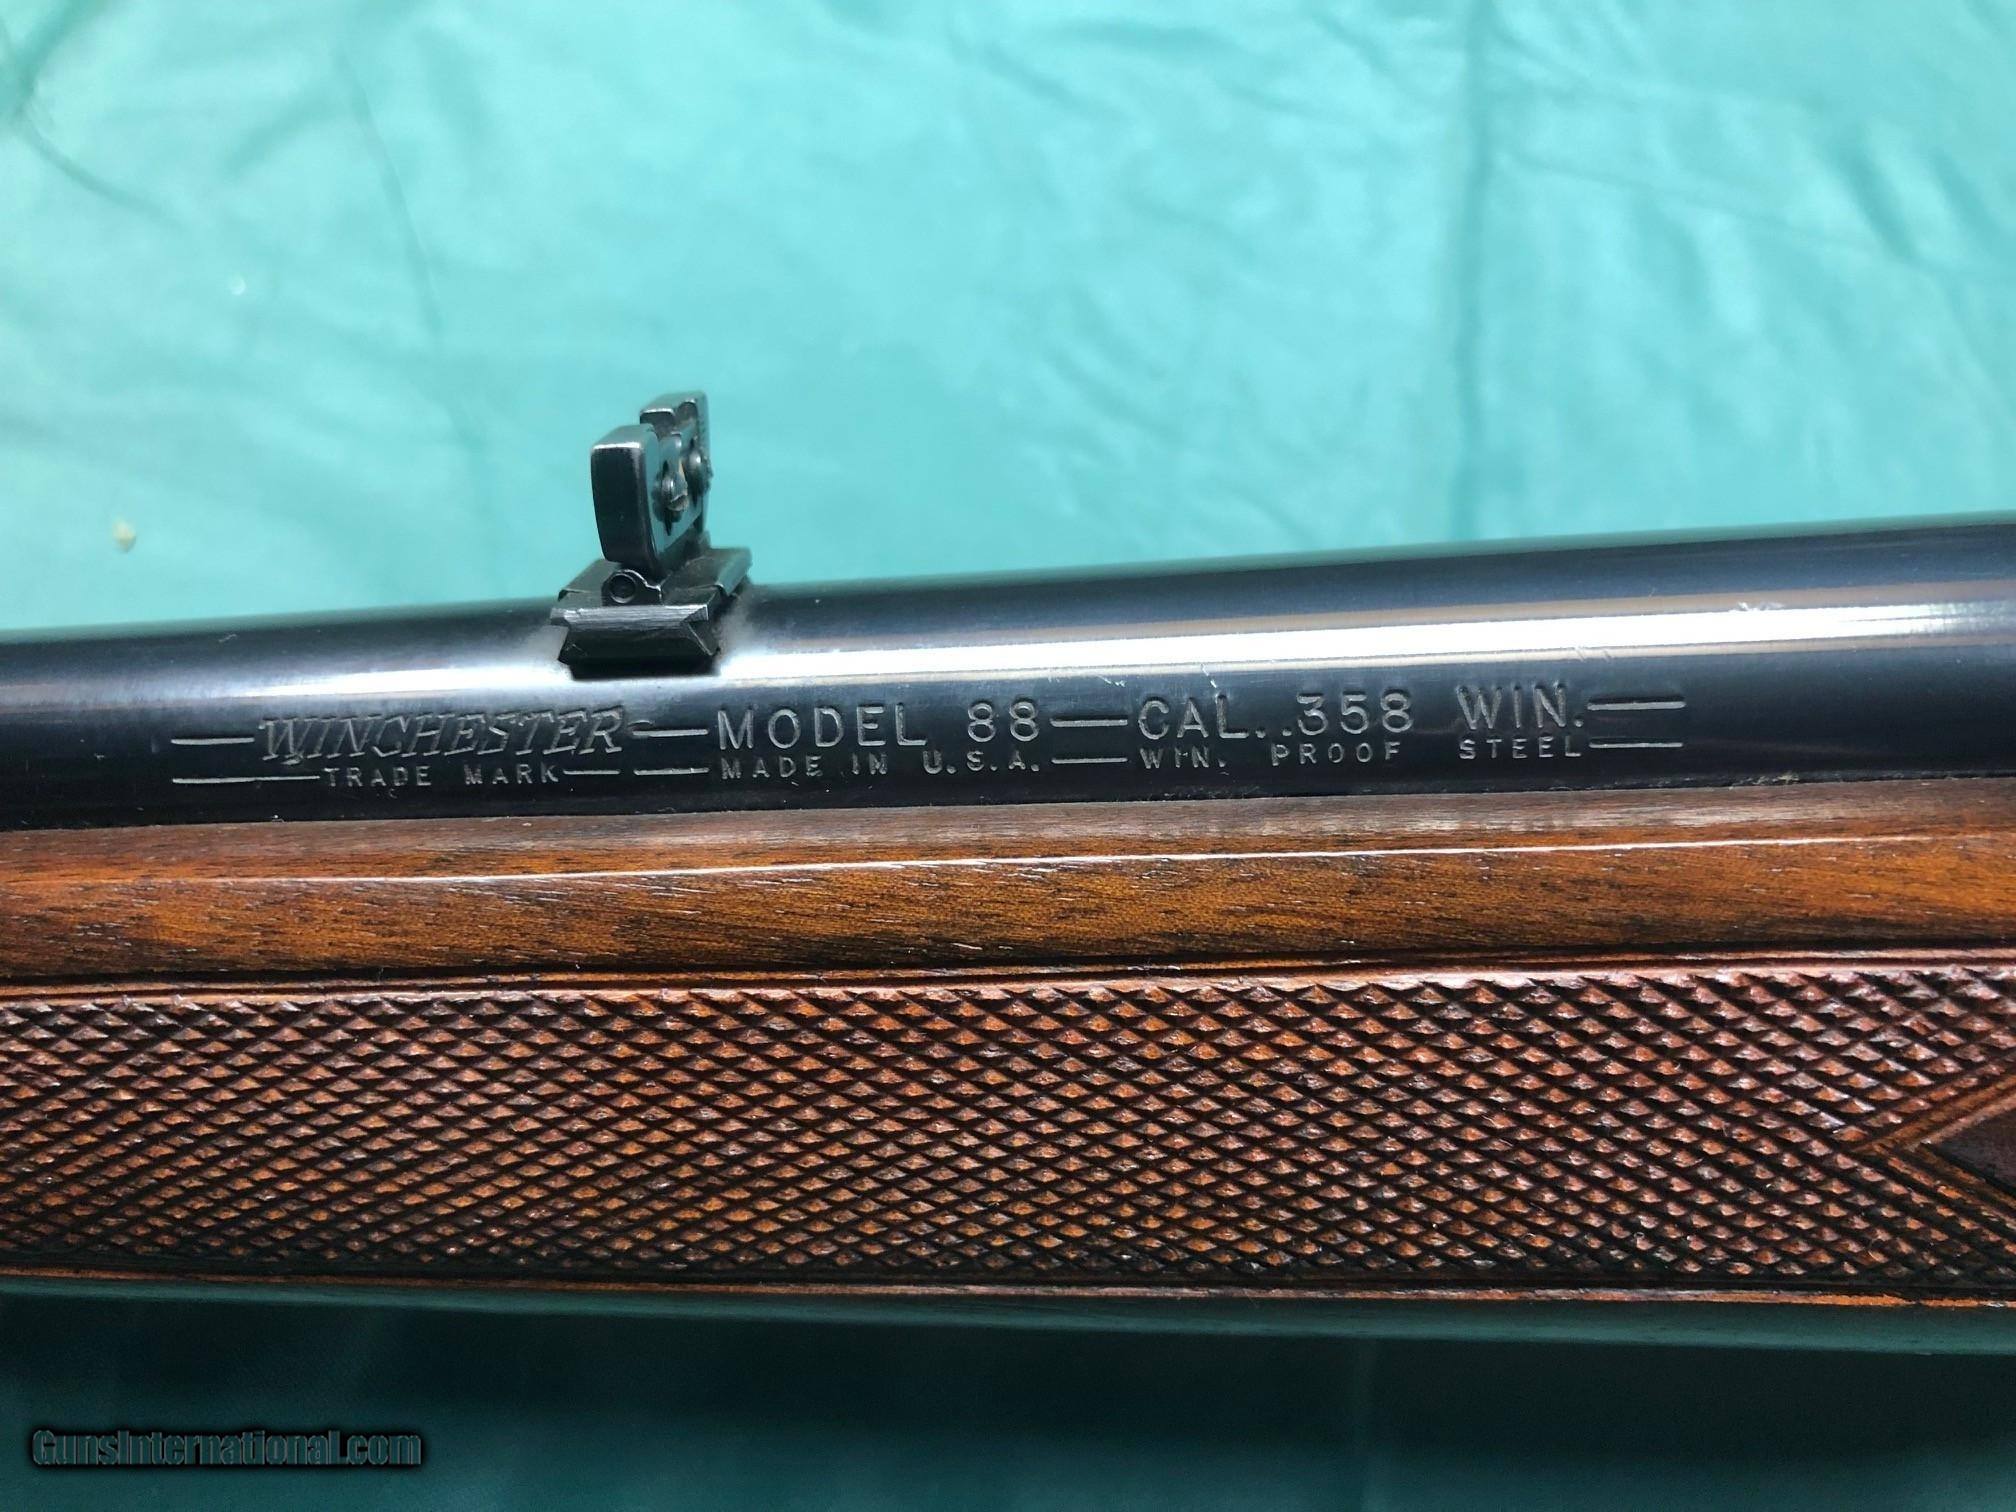 WINCHESTER — MODEL 88 — CAL. .358 WIN. —
— TRADE MARK — — MADE IN U.S.A. — WIN. PROOF STEEL —
GunsInternational.com